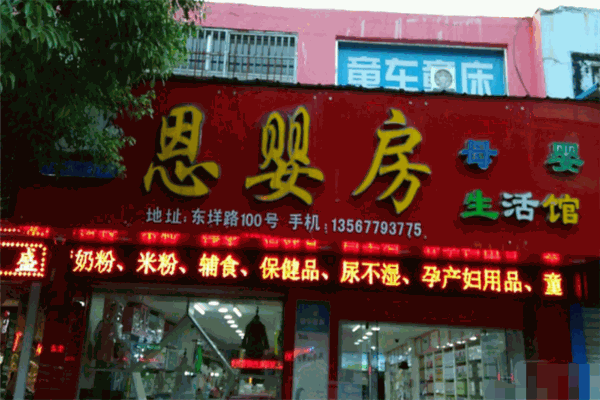 童车童床
恩婴房
母婴
生活馆
地址:东垟路100号 手机:13567793775
盛
奶粉、米粉、辅食、保健品、尿不湿、孕产妇用品、童